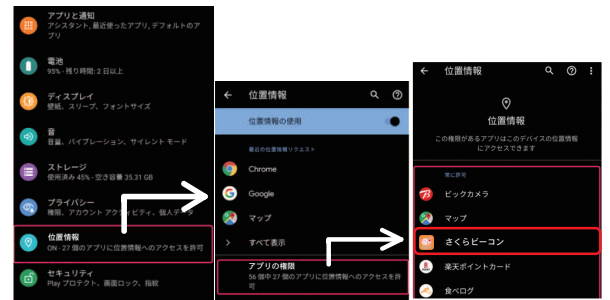 アプリと通知
アシスタント, 最近使ったアプリ, デフォルトのア
プリ
電池
95% - 残り時間: 2 日以上
ディスプレイ
壁紙、スリープ、フォントサイズ
音
音量、バイブレーション、サイレント モード
ストレージ
使用済み 45% - 空き容量 35.31 GB
プライバシー
権限、アカウント アクティビティ、個人データ
位置情報
ON - 27 個のアプリに位置情報へのアクセスを許可
セキュリティ
Play プロテクト、画面ロック、指紋
位置情報
位置情報の使用
最近の位置情報リクエスト
Chrome
Google
マップ
すべて表示
アプリの権限
56 個中 27 個のアプリに位置情報へのアクセスを許
可
位置情報
位置情報
この権限があるアプリはこのデバイスの位置情報
にアクセスできます
常に許可
ビックカメラ
マップ
さくらビーコン
楽天ポイントカード
食べログ